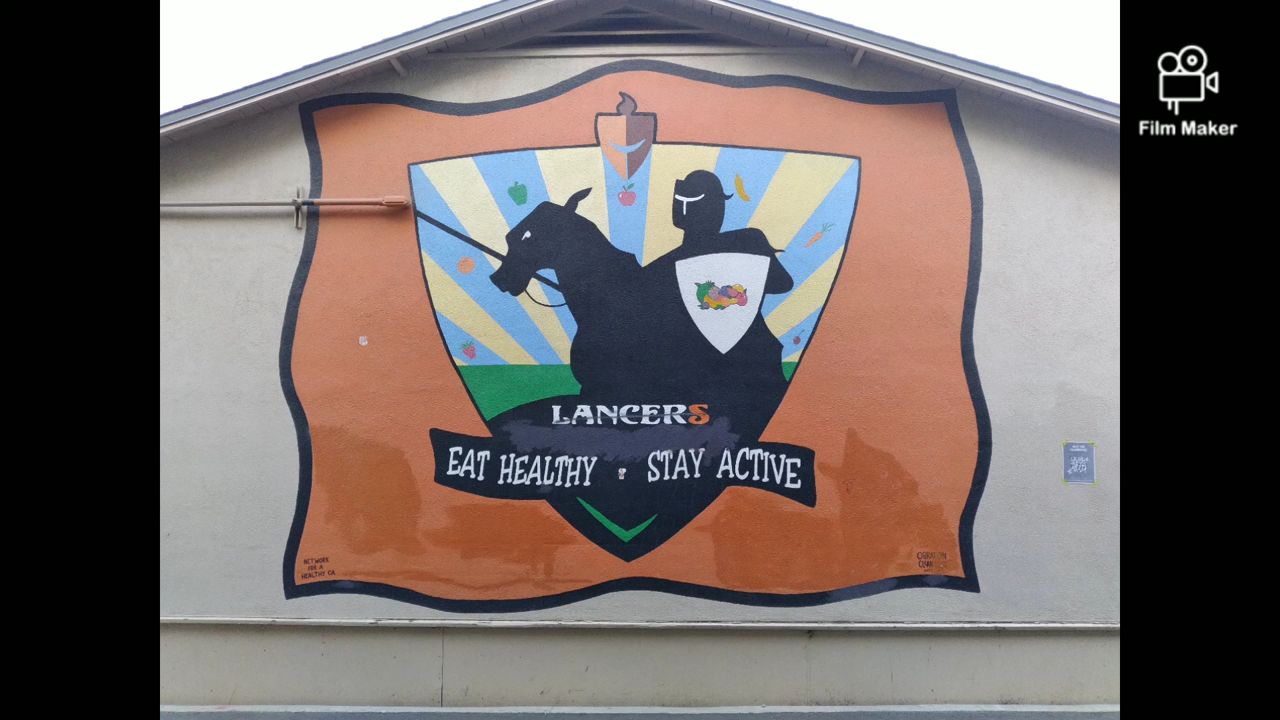 Film Maker
LANCERS
EAT HEALTHY STAY ACTIVE
NETWORK
FOR A
HEALTHY CA